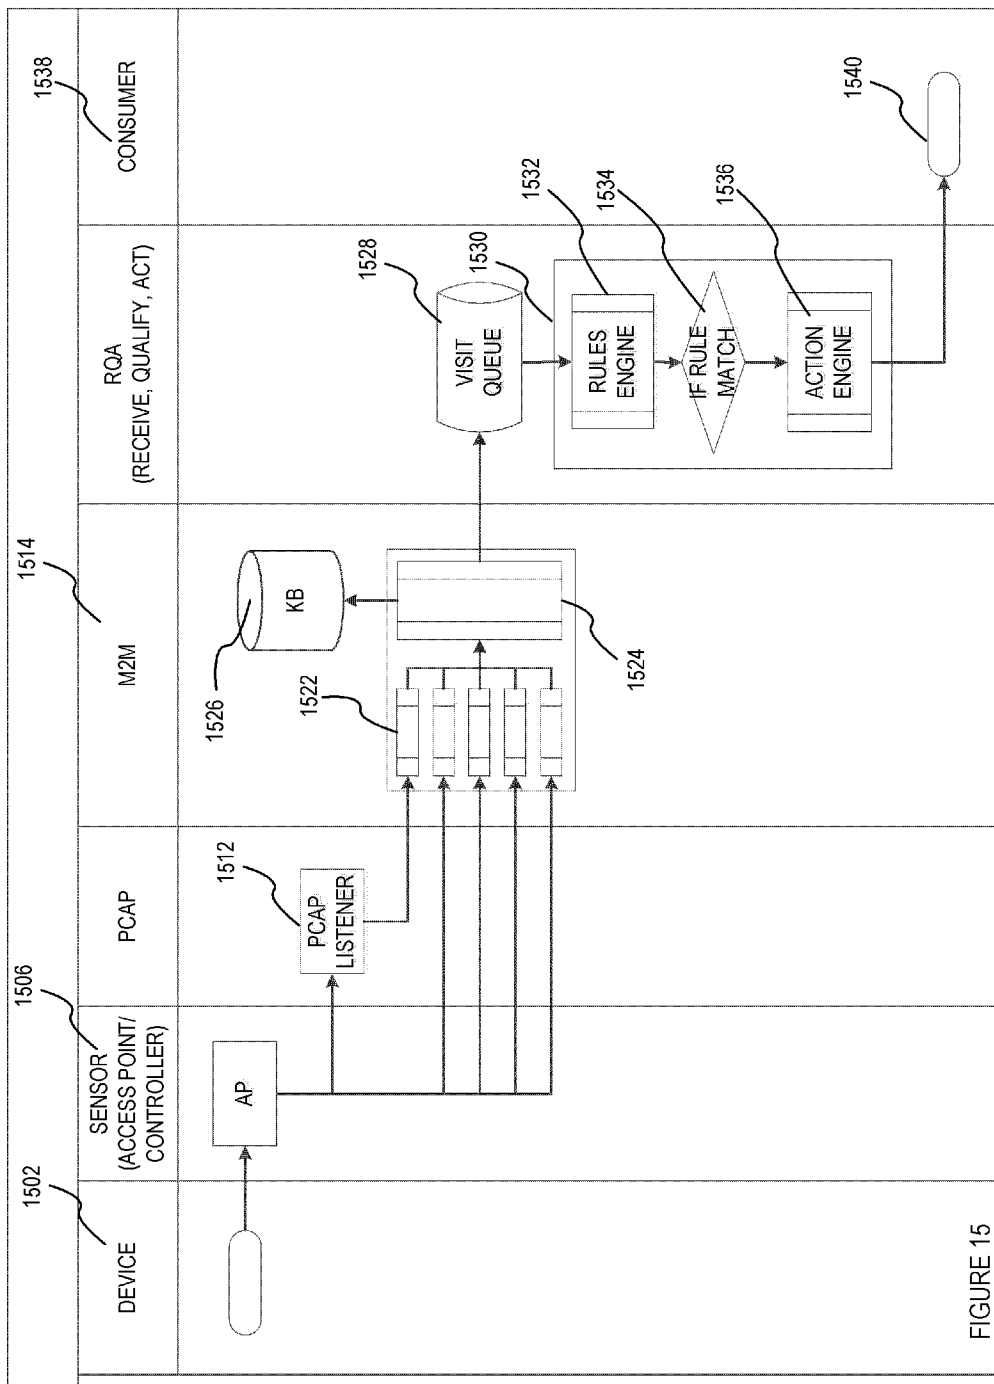 1502
1506
1514
1538
DEVICE
SENSOR
(ACCESS POINT/
CONTROLLER)
PCAP
M2M
RQA
(RECEIVE, QUALIFY, ACT)
CONSUMER
AP
1512
PCAP
LISTENER
1526
KB
1522
1524
1528
VISIT
QUEUE
1530
1532
RULES
ENGINE
1534
IF RULE
MATCH
1536
ACTION
ENGINE
1540
FIGURE 15